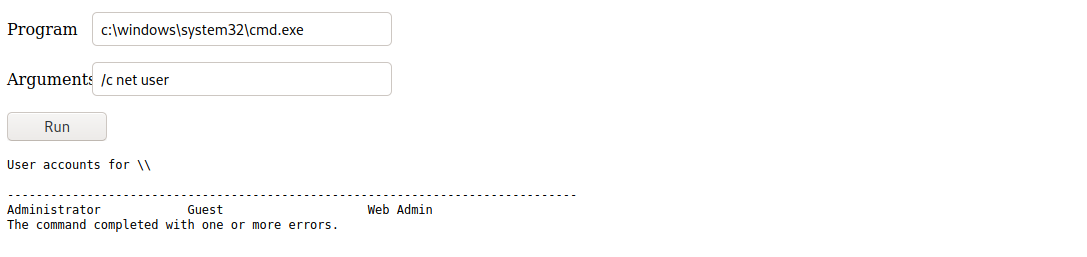 Program c:\windows\system32\cmd.exe
Arguments /c net user
Run
User accounts for \\
-------------------------------------------------------------------------------
Administrator            Guest                    Web Admin
The command completed with one or more errors.